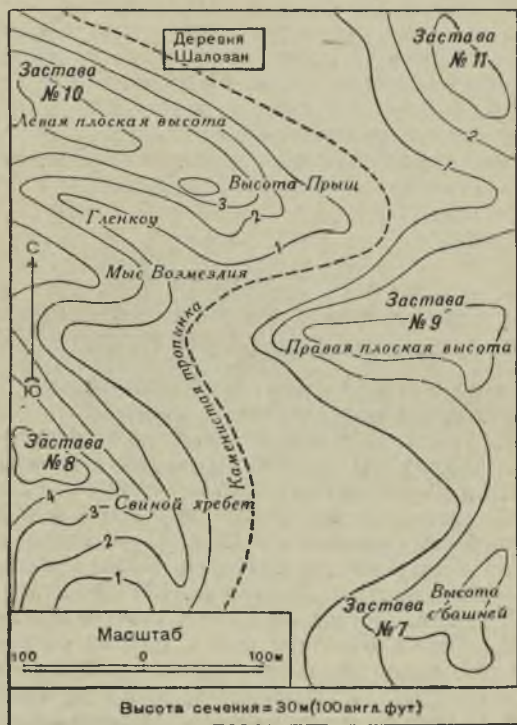 Деревня
Шалозан
Застава
№ 11
Застава
№ 10
Левая плоская высота
2
1
Высота Прыщ
3
2
1
Гленкоу
С
Мыс Возмездия
Застава
№ 9
Правая плоская высота
Каменистая тропинка
Ю
Застава
№ 8
4
3
Свиной хребет
2
1
Высота
с башней
Застава
№ 7
Масштаб
100 0 100м
Высота сечения = 30м(100 англ. фут)